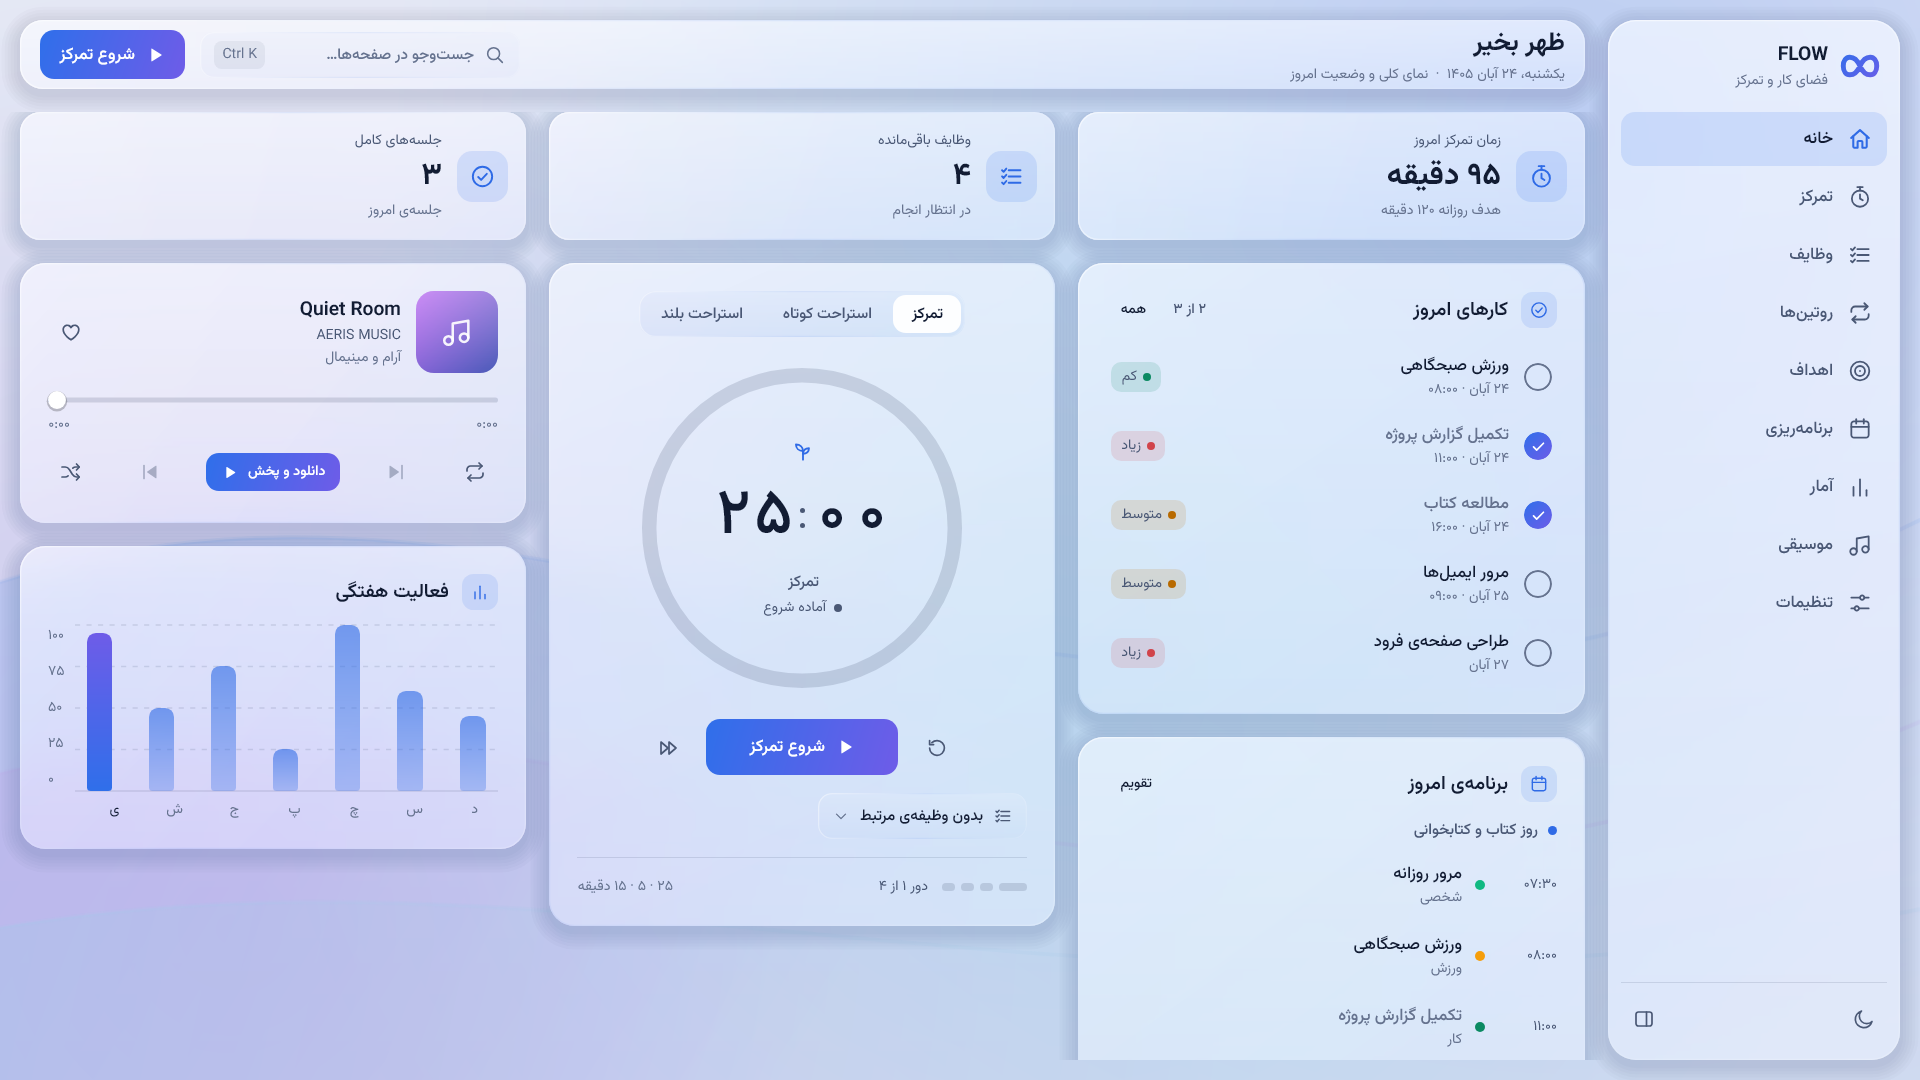 FLOW
فضای کار و تمرکز
خانه
تمرکز
وظایف
روتین‌ها
اهداف
برنامه‌ریزی
آمار
موسیقی
تنظیمات
ظهر بخیر
یکشنبه، ۲۴ آبان ۱۴۰۵ · نمای کلی و وضعیت امروز
جست‌وجو در صفحه‌ها...
Ctrl K
شروع تمرکز
زمان تمرکز امروز
۹۵ دقیقه
هدف روزانه ۱۲۰ دقیقه
وظایف باقی‌مانده
۴
در انتظار انجام
جلسه‌های کامل
۳
جلسه‌ی امروز
کارهای امروز
۲ از ۳
همه
ورزش صبحگاهی
۲۴ آبان · ۰۸:۰۰
کم
تکمیل گزارش پروژه
۲۴ آبان · ۱۱:۰۰
زیاد
مطالعه کتاب
۲۴ آبان · ۱۶:۰۰
متوسط
مرور ایمیل‌ها
۲۵ آبان · ۰۹:۰۰
متوسط
طراحی صفحه‌ی فرود
۲۷ آبان
زیاد
برنامه‌ی امروز
تقویم
روز کتاب و کتابخوانی
۰۷:۳۰
مرور روزانه
شخصی
۰۸:۰۰
ورزش صبحگاهی
ورزش
۱۱:۰۰
تکمیل گزارش پروژه
کار
تمرکز
استراحت کوتاه
استراحت بلند
۲۵:۰۰
تمرکز
آماده شروع
شروع تمرکز
بدون وظیفه‌ی مرتبط
دور ۱ از ۴
۲۵ · ۵ · ۱۵ دقیقه
Quiet Room
AERIS MUSIC
آرام و مینیمال
۰:۰۰
۰:۰۰
دانلود و پخش
فعالیت هفتگی
۱۰۰
۷۵
۵۰
۲۵
۰
د س چ پ ج ش ی